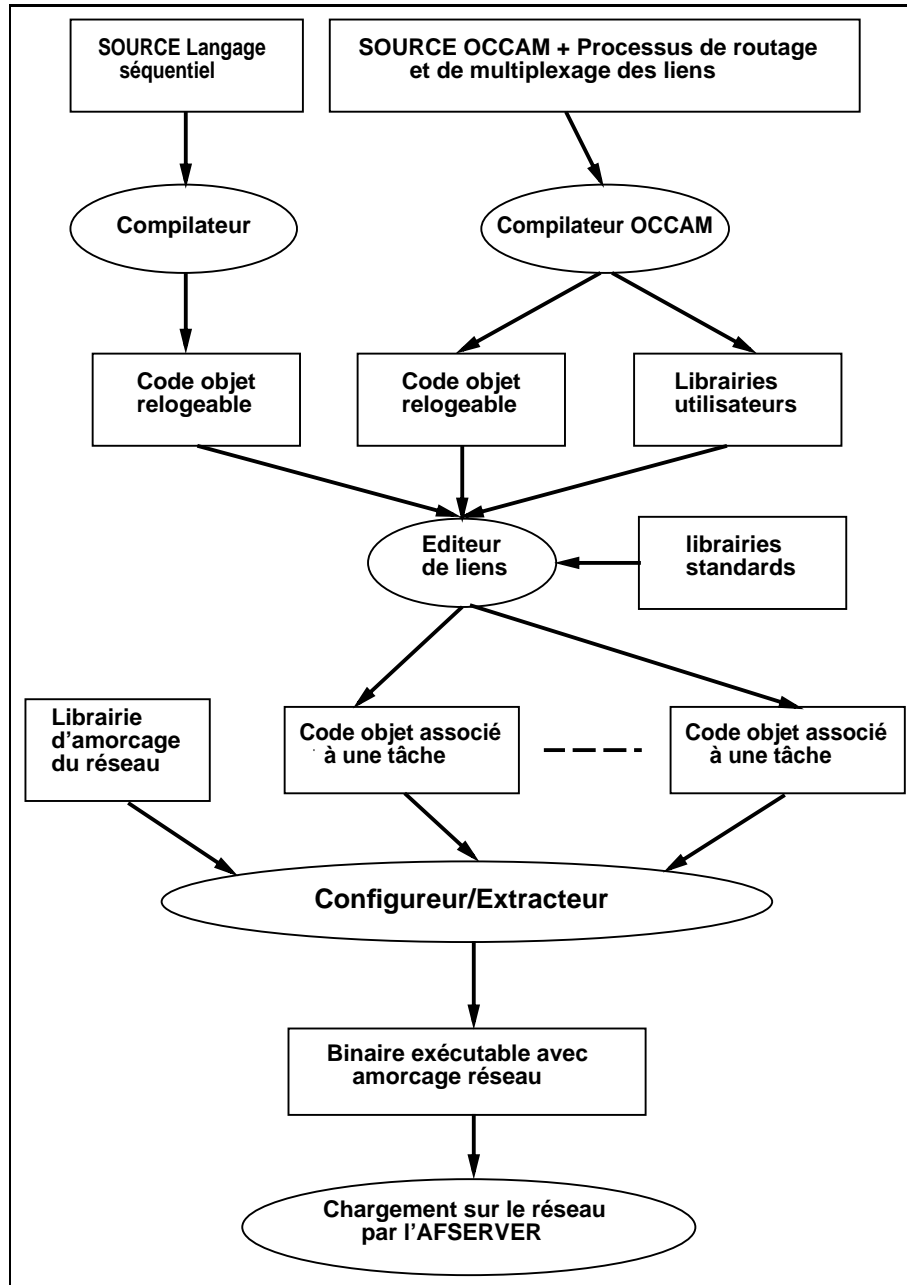 SOURCE Langage
séquentiel
SOURCE OCCAM + Processus de routage
et de multiplexage des liens
Compilateur
Compilateur OCCAM
Code objet
relogeable
Code objet
relogeable
Librairies
utilisateurs
Editeur
de liens
librairies
standards
Librairie
d'amorcage
du réseau
Code objet associé
à une tâche
Code objet associé
à une tâche
Configureur/Extracteur
Binaire exécutable avec
amorcage réseau
Chargement sur le réseau
par l'AFSERVER